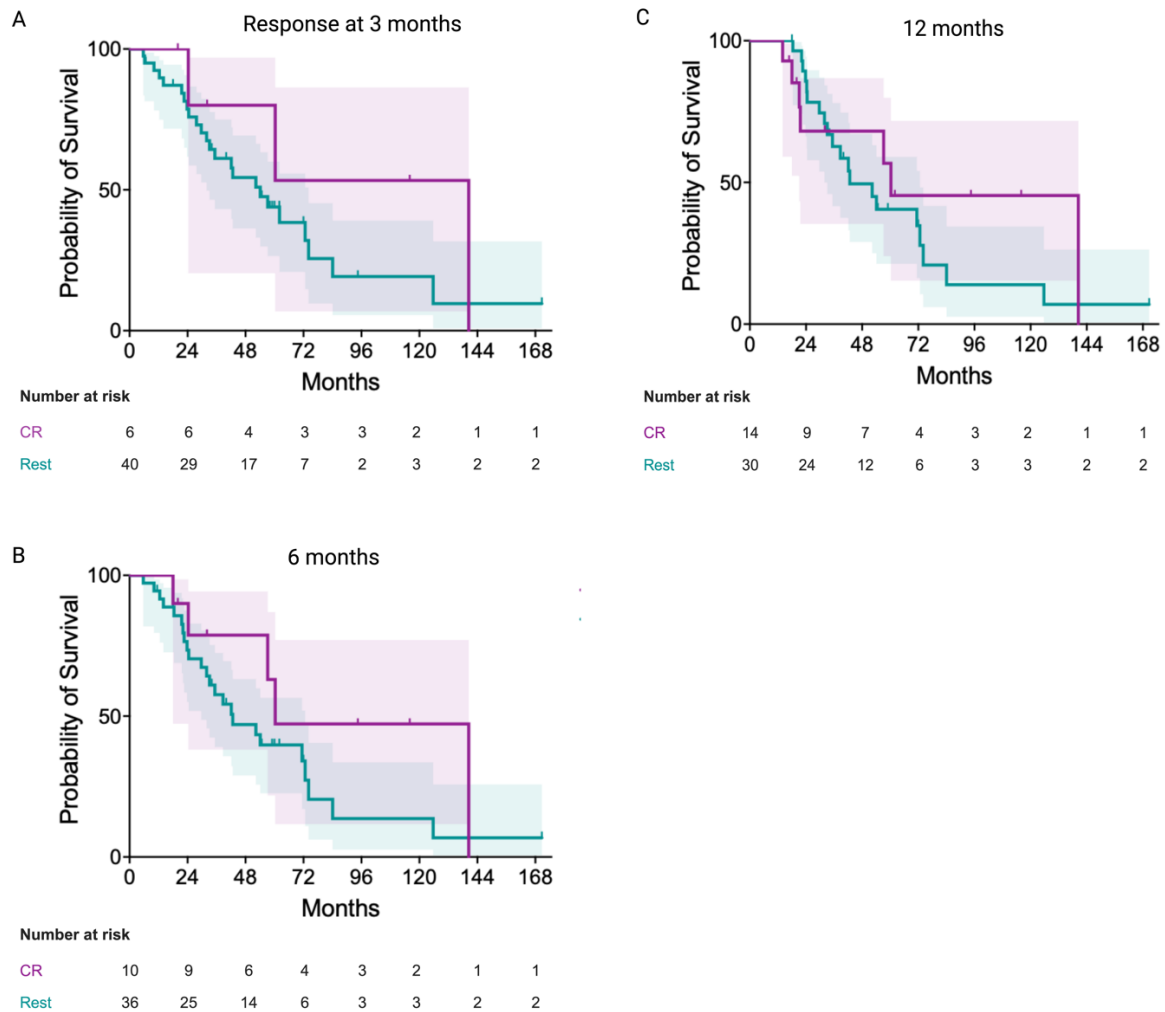 A
Response at 3 months
100
50
0
Probability of Survival
0 24 48 72 96 120 144 168
Months
Number at risk
CR 6 6 4 3 3 2 1 1
Rest 40 29 17 7 2 3 2 2
C
12 months
100
50
0
Probability of Survival
0 24 48 72 96 120 144 168
Months
Number at risk
CR 14 9 7 4 3 2 1 1
Rest 30 24 12 6 3 3 2 2
B
6 months
100
50
0
Probability of Survival
0 24 48 72 96 120 144 168
Months
Number at risk
CR 10 9 6 4 3 2 1 1
Rest 36 25 14 6 3 3 2 2